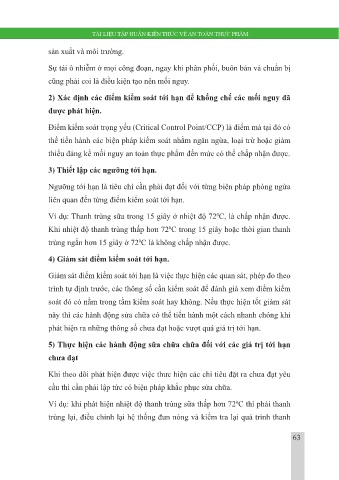 TÀI LIỆU TẬP HUẤN KIẾN THỨC VỀ AN TOÀN THỰC PHẨM
sản xuất và môi trường.
Sự tái ô nhiễm ở mọi công đoạn, ngay khi phân phối, buôn bán và chuẩn bị
cũng phải coi là điều kiện tạo nên mối nguy.
2) Xác định các điểm kiểm soát tới hạn để khống chế các mối nguy đã
được phát hiện.
Điểm kiểm soát trọng yếu (Critical Control Point/CCP) là điểm mà tại đó có
thể tiến hành các biện pháp kiểm soát nhằm ngăn ngừa, loại trừ hoặc giảm
thiểu đáng kể mối nguy an toàn thực phẩm đến mức có thể chấp nhận được.
3) Thiết lập các ngưỡng tới hạn.
Ngưỡng tới hạn là tiêu chí cần phải đạt đối với từng biện pháp phòng ngừa
liên quan đến từng điểm kiểm soát tới hạn.
Ví dụ: Thanh trùng sữa trong 15 giây ở nhiệt độ 72ºC, là chấp nhận được.
Khi nhiệt độ thanh trùng thấp hơn 72ºC trong 15 giây hoặc thời gian thanh
trùng ngắn hơn 15 giây ở 72ºC là không chấp nhận được.
4) Giám sát điểm kiểm soát tới hạn.
Giám sát điểm kiểm soát tới hạn là việc thực hiện các quan sát, phép đo theo
trình tự định trước, các thông số cần kiểm soát để đánh giá xem điểm kiểm
soát đó có nằm trong tầm kiểm soát hay không. Nếu thực hiện tốt giám sát
này thì các hành động sửa chữa có thể tiến hành một cách nhanh chóng khi
phát hiện ra những thông số chưa đạt hoặc vượt quá giá trị tới hạn.
5) Thực hiện các hành động sữa chữa chữa đối với các giá trị tới hạn
chưa đạt
Khi theo dõi phát hiện được việc thưc hiện các chỉ tiêu đặt ra chưa đạt yêu
cầu thì cần phải lập tức có biện pháp khắc phục sửa chữa.
Ví dụ: khi phát hiện nhiệt độ thanh trùng sữa thấp hơn 72ºC thì phải thanh
trùng lại, điều chỉnh lại hệ thống đun nóng và kiểm tra lại quá trình thanh
63